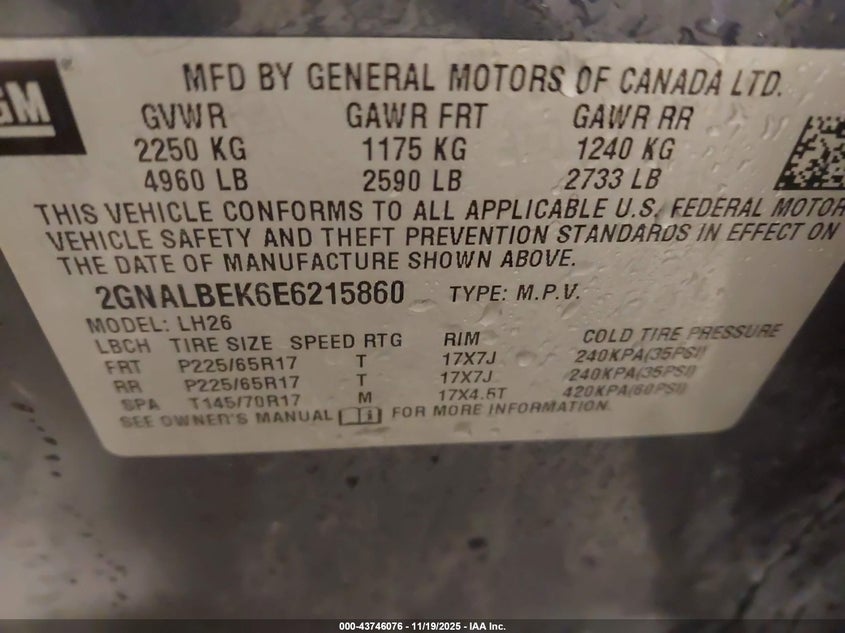 GM
MFD BY GENERAL MOTORS OF CANADA LTD.
GVWR GAWR FRT GAWR RR
2250 KG 1175 KG 1240 KG
4960 LB 2590 LB 2733 LB
THIS VEHICLE CONFORMS TO ALL APPLICABLE U.S. FEDERAL MOTOR
VEHICLE SAFETY AND THEFT PREVENTION STANDARDS IN EFFECT ON
THE DATE OF MANUFACTURE SHOWN ABOVE.
2GNALBEK6E6215860 TYPE: M.P.V.
MODEL: LH26
LBCH TIRE SIZE SPEED RTG RIM COLD TIRE PRESSURE
FRT P225/65R17 T 17X7J 240KPA(35PSI)
RR P225/65R17 T 17X7J 240KPA(35PSI)
SPA T145/70R17 M 17X4.5T 420KPA(60PSI)
SEE OWNER'S MANUAL FOR MORE INFORMATION.
000-43746076 - 11/19/2025 - IAA Inc.